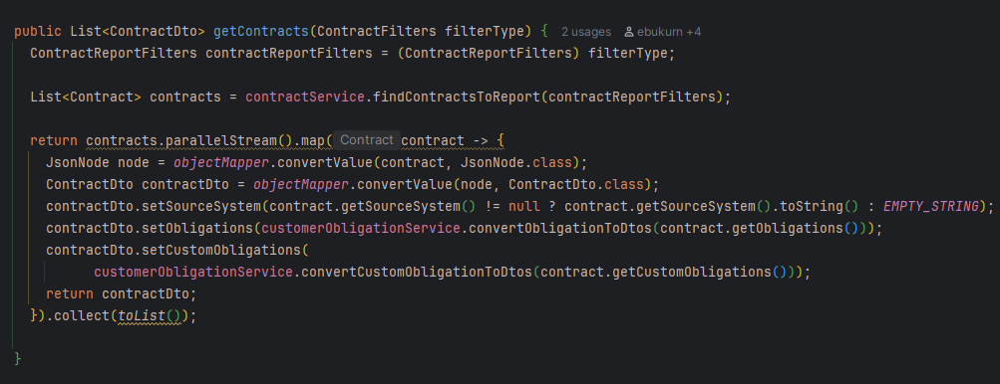 public List<ContractDto> getContracts(ContractFilters filterType) { 2 usages ebukurn +4
ContractReportFilters contractReportFilters = (ContractReportFilters) filterType;
List<Contract> contracts = contractService.findContractsToReport(contractReportFilters);
return contracts.parallelStream().map( Contract contract -> {
JsonNode node = objectMapper.convertValue(contract, JsonNode.class);
ContractDto contractDto = objectMapper.convertValue(node, ContractDto.class);
contractDto.setSourceSystem(contract.getSourceSystem() != null ? contract.getSourceSystem().toString() : EMPTY_STRING);
contractDto.setObligations(customerObligationService.convertObligationToDtos(contract.getObligations()));
contractDto.setCustomObligations(
customerObligationService.convertCustomObligationToDtos(contract.getCustomObligations()));
return contractDto;
}).collect(toList());
}